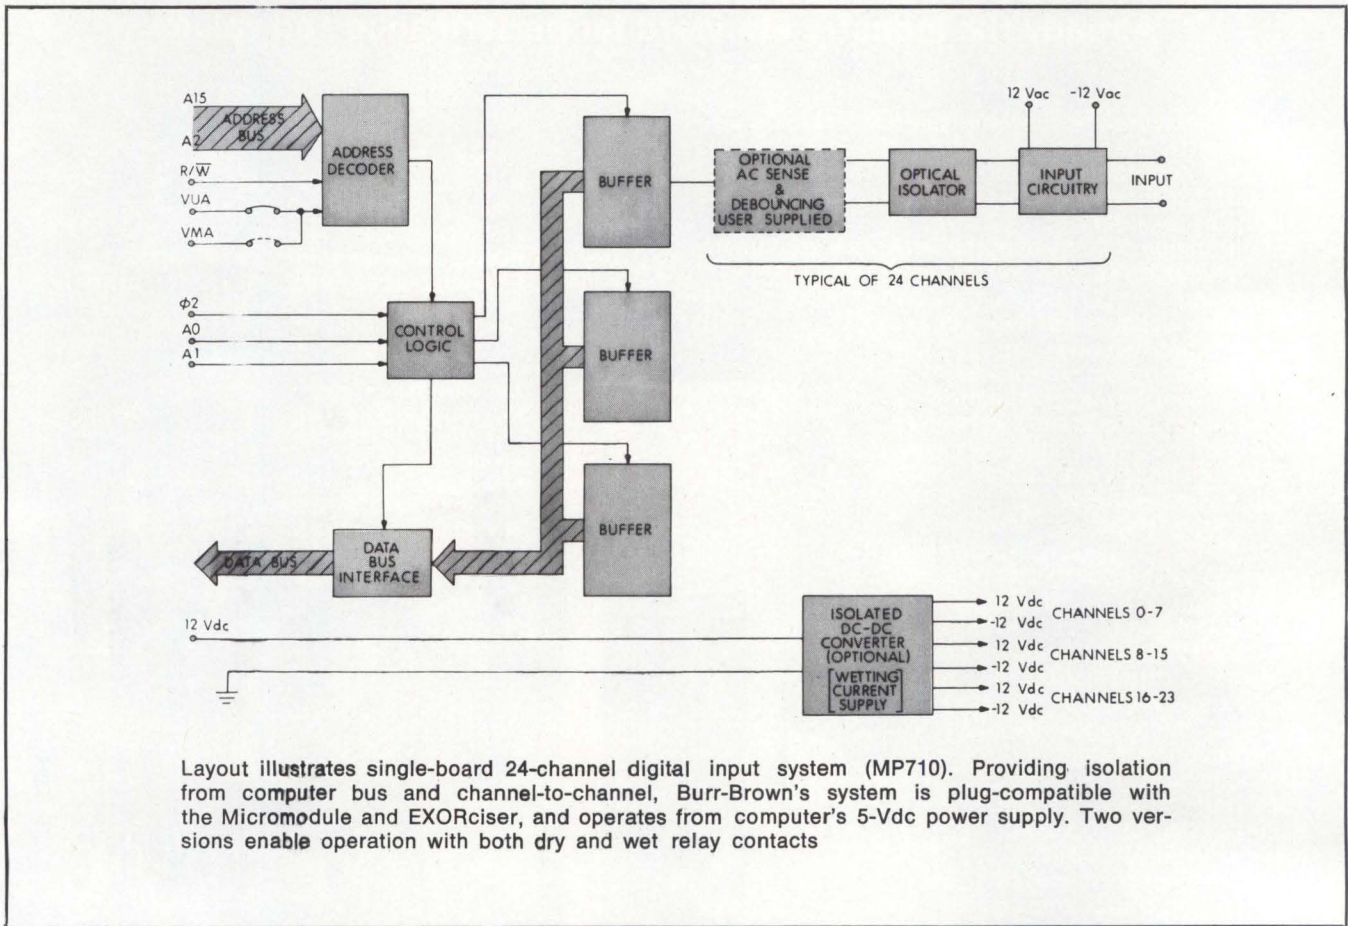 A15
ADDRESS
BUS
A2
R/W̅
VUA
VMA
ADDRESS
DECODER
ϕ2
A0
A1
CONTROL
LOGIC
BUFFER
BUFFER
BUFFER
OPTIONAL
AC SENSE
&
DEBOUNCING
USER SUPPLIED
OPTICAL
ISOLATOR
12 Vac
-12 Vac
INPUT
CIRCUITRY
INPUT
TYPICAL OF 24 CHANNELS
DATA BUS
DATA
BUS
INTERFACE
12 Vdc
ISOLATED
DC-DC
CONVERTER
(OPTIONAL)
[WETTING
CURRENT
SUPPLY]
12 Vdc
-12 Vdc
CHANNELS 0-7
12 Vdc
-12 Vdc
CHANNELS 8-15
12 Vdc
-12 Vdc
CHANNELS 16-23
Layout illustrates single-board 24-channel digital input system (MP710). Providing isolation
from computer bus and channel-to-channel, Burr-Brown's system is plug-compatible with
the Micromodule and EXORciser, and operates from computer's 5-Vdc power supply. Two ver-
sions enable operation with both dry and wet relay contacts